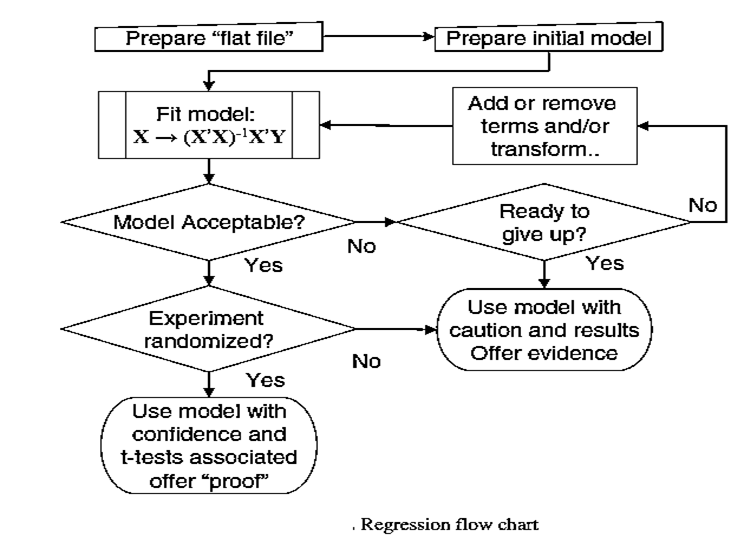 Prepare “flat file”
Prepare initial model
Fit model:
X → (X'X)⁻¹X'Y
Add or remove
terms and/or
transform..
Model Acceptable?
No
Ready to
give up?
No
Yes
Yes
Experiment
randomized?
No
Use model with
caution and results
Offer evidence
Yes
Use model with
confidence and
t-tests associated
offer “proof”
. Regression flow chart